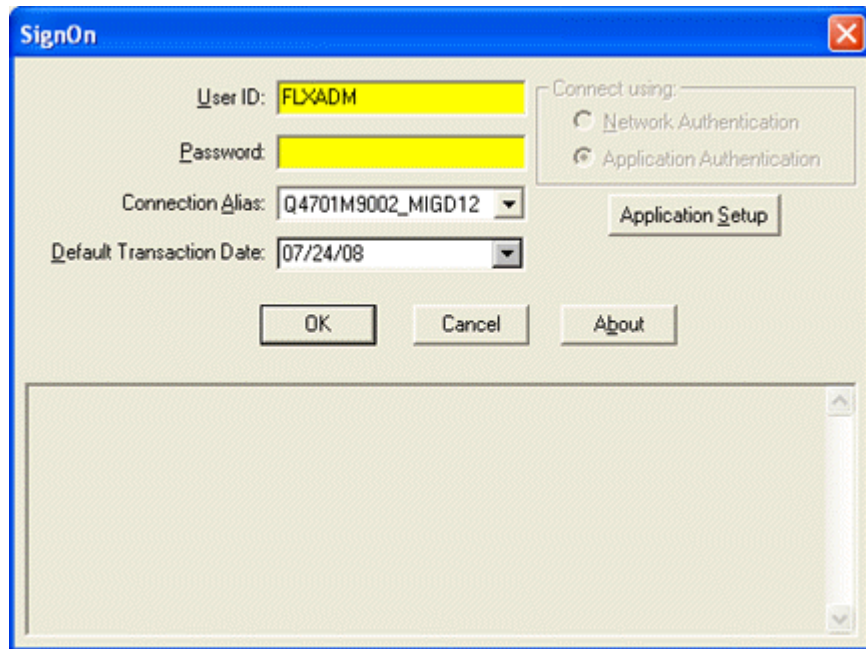 SignOn
User ID: FLXADM
Connect using:
Network Authentication
Password:
Application Authentication
Connection Alias: Q4701M9002_MIGD12
Application Setup
Default Transaction Date: 07/24/08
OK Cancel About